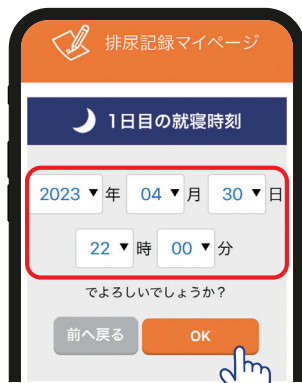 排尿記録マイページ
1日目の就寝時刻
2023 ▼ 年 04 ▼ 月 30 ▼ 日
22 ▼ 時 00 ▼ 分
でよろしいでしょうか？
前へ戻る OK